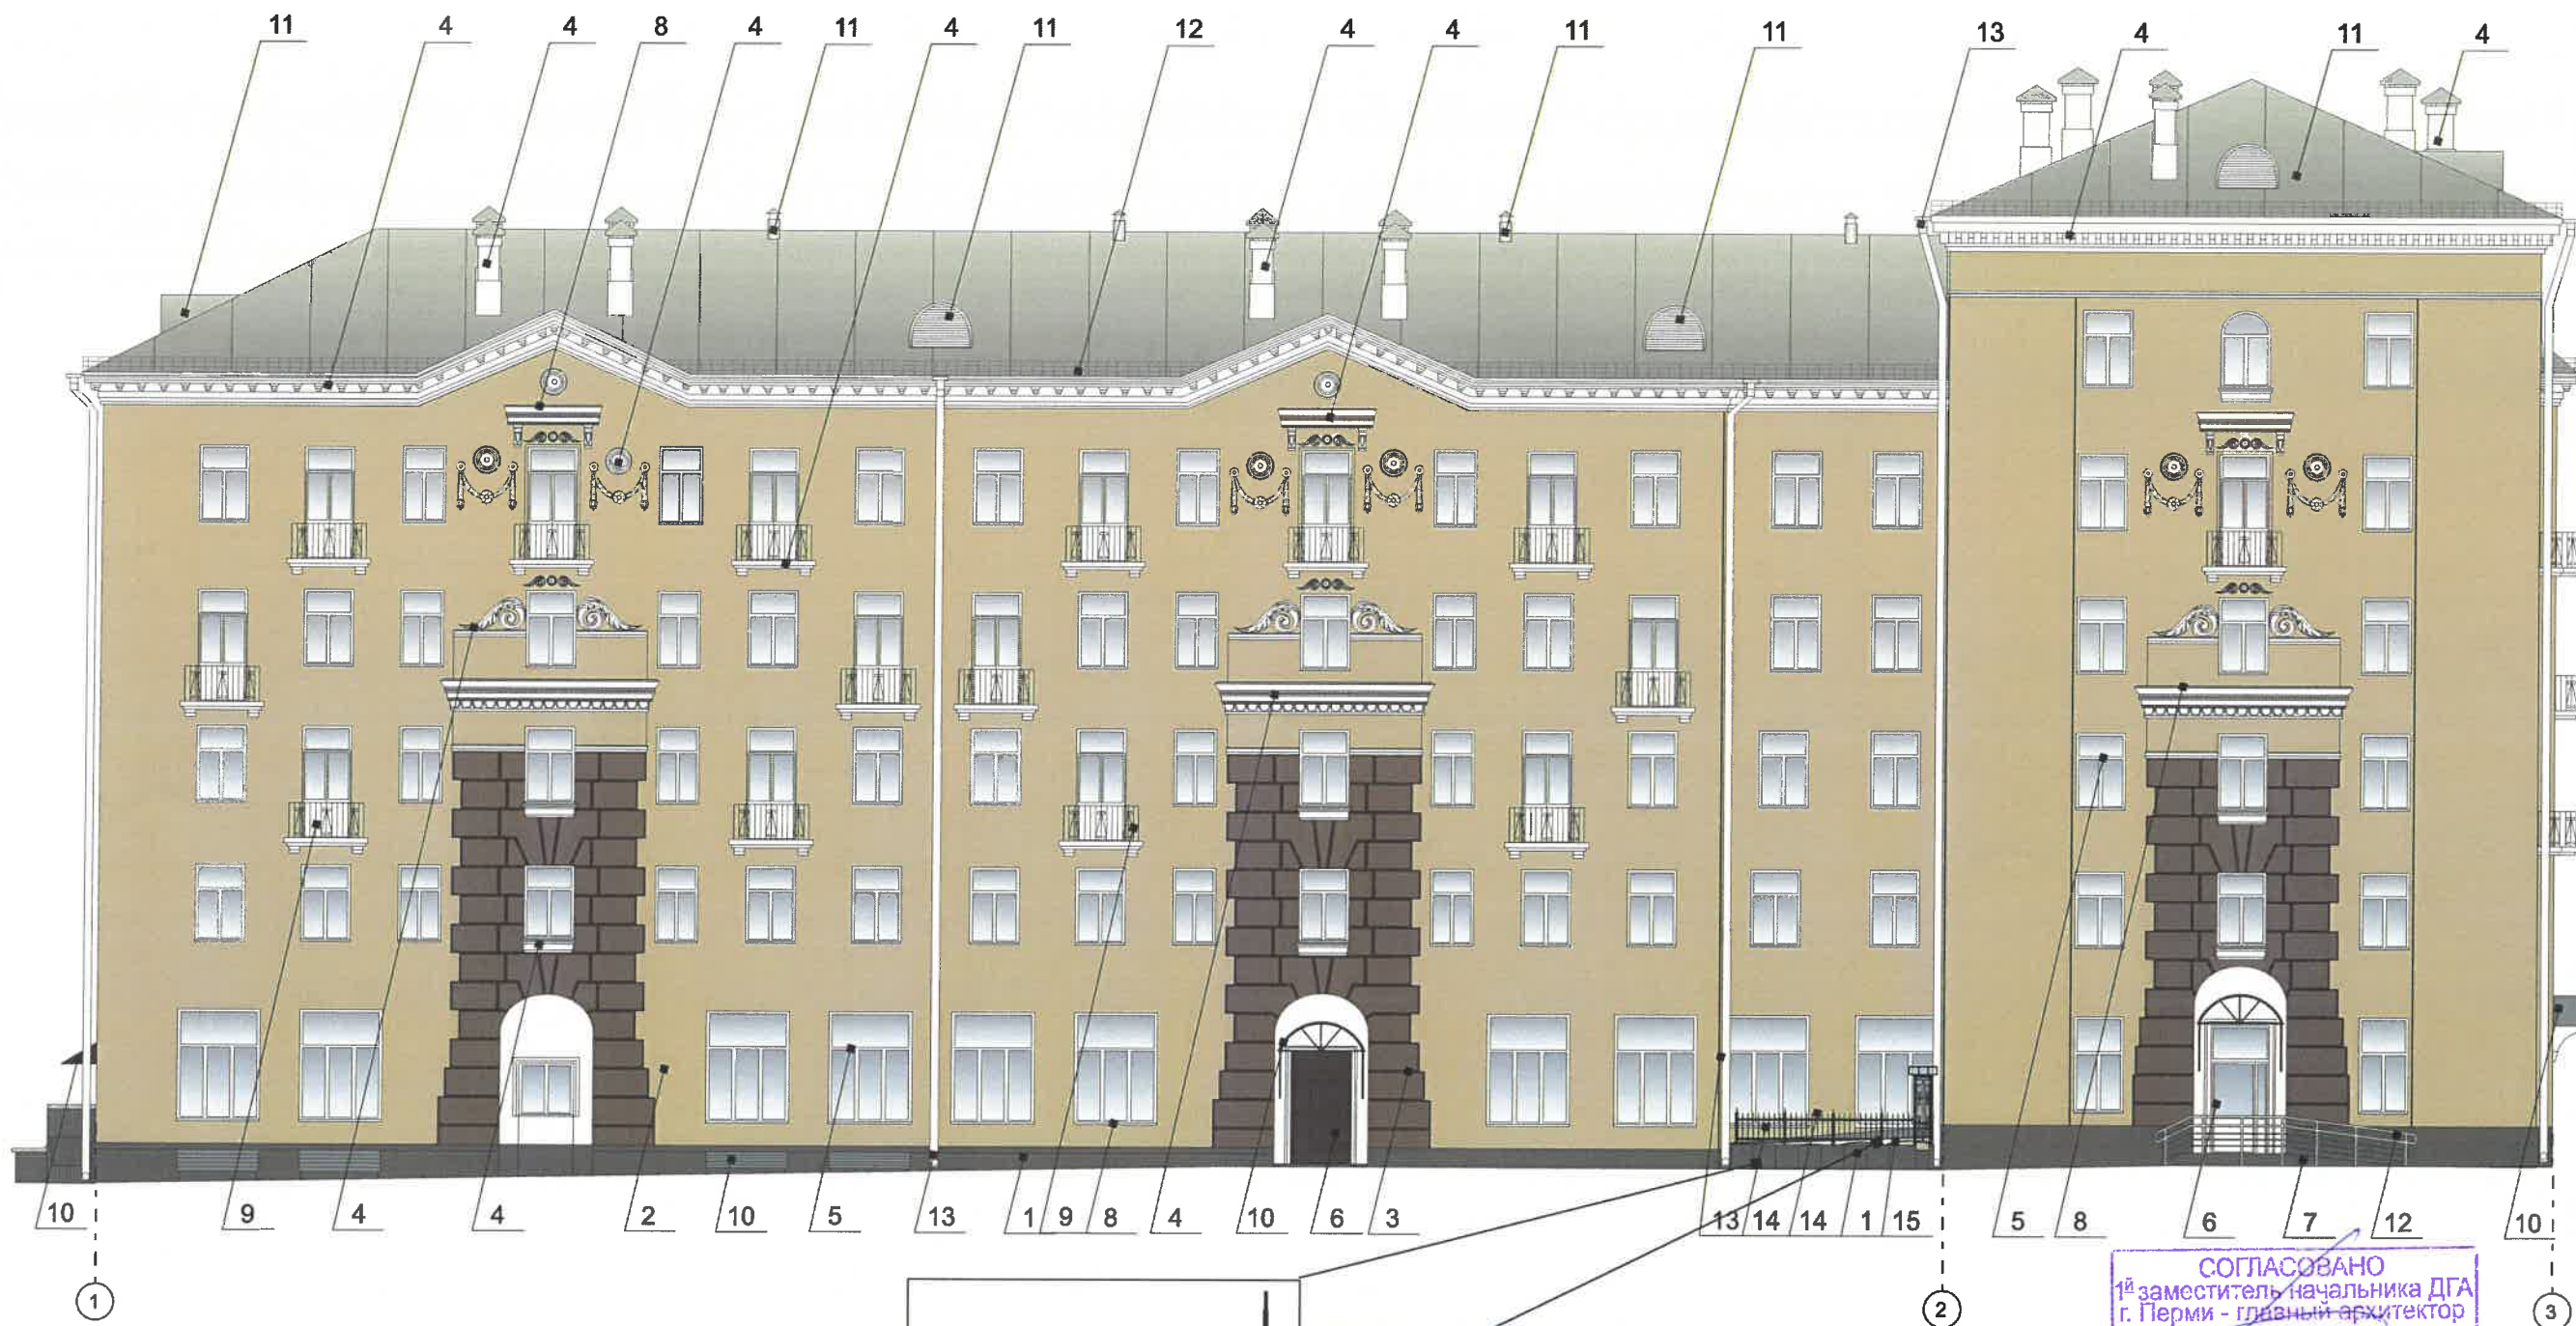 11 4 4 8 4 11 4 11 12 4 4 11 11 13 4 11 4
10 9 4 4 2 10 5 13 1 9 8 4 10 6 3 13 14 14 1 15 5 8 6 7 12 10
1 2 3
СОГЛАСОВАНО
1й заместитель начальника ДГА
г. Перми - главный архитектор